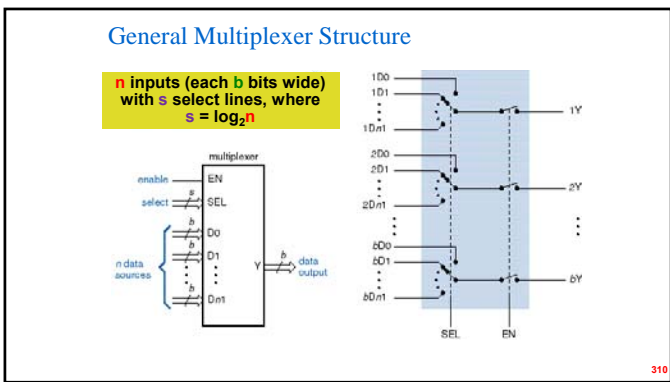 General Multiplexer Structure
n inputs (each b bits wide)
with s select lines, where
s = log₂n
multiplexer
enable
EN
select
s
SEL
b
D0
b
D1
n data
sources
b
Dn1
Y
b
data
output
1D0
1D1
1Dn1
1Y
2D0
2D1
2Dn1
2Y
bD0
bD1
bDn1
bY
SEL
EN
310